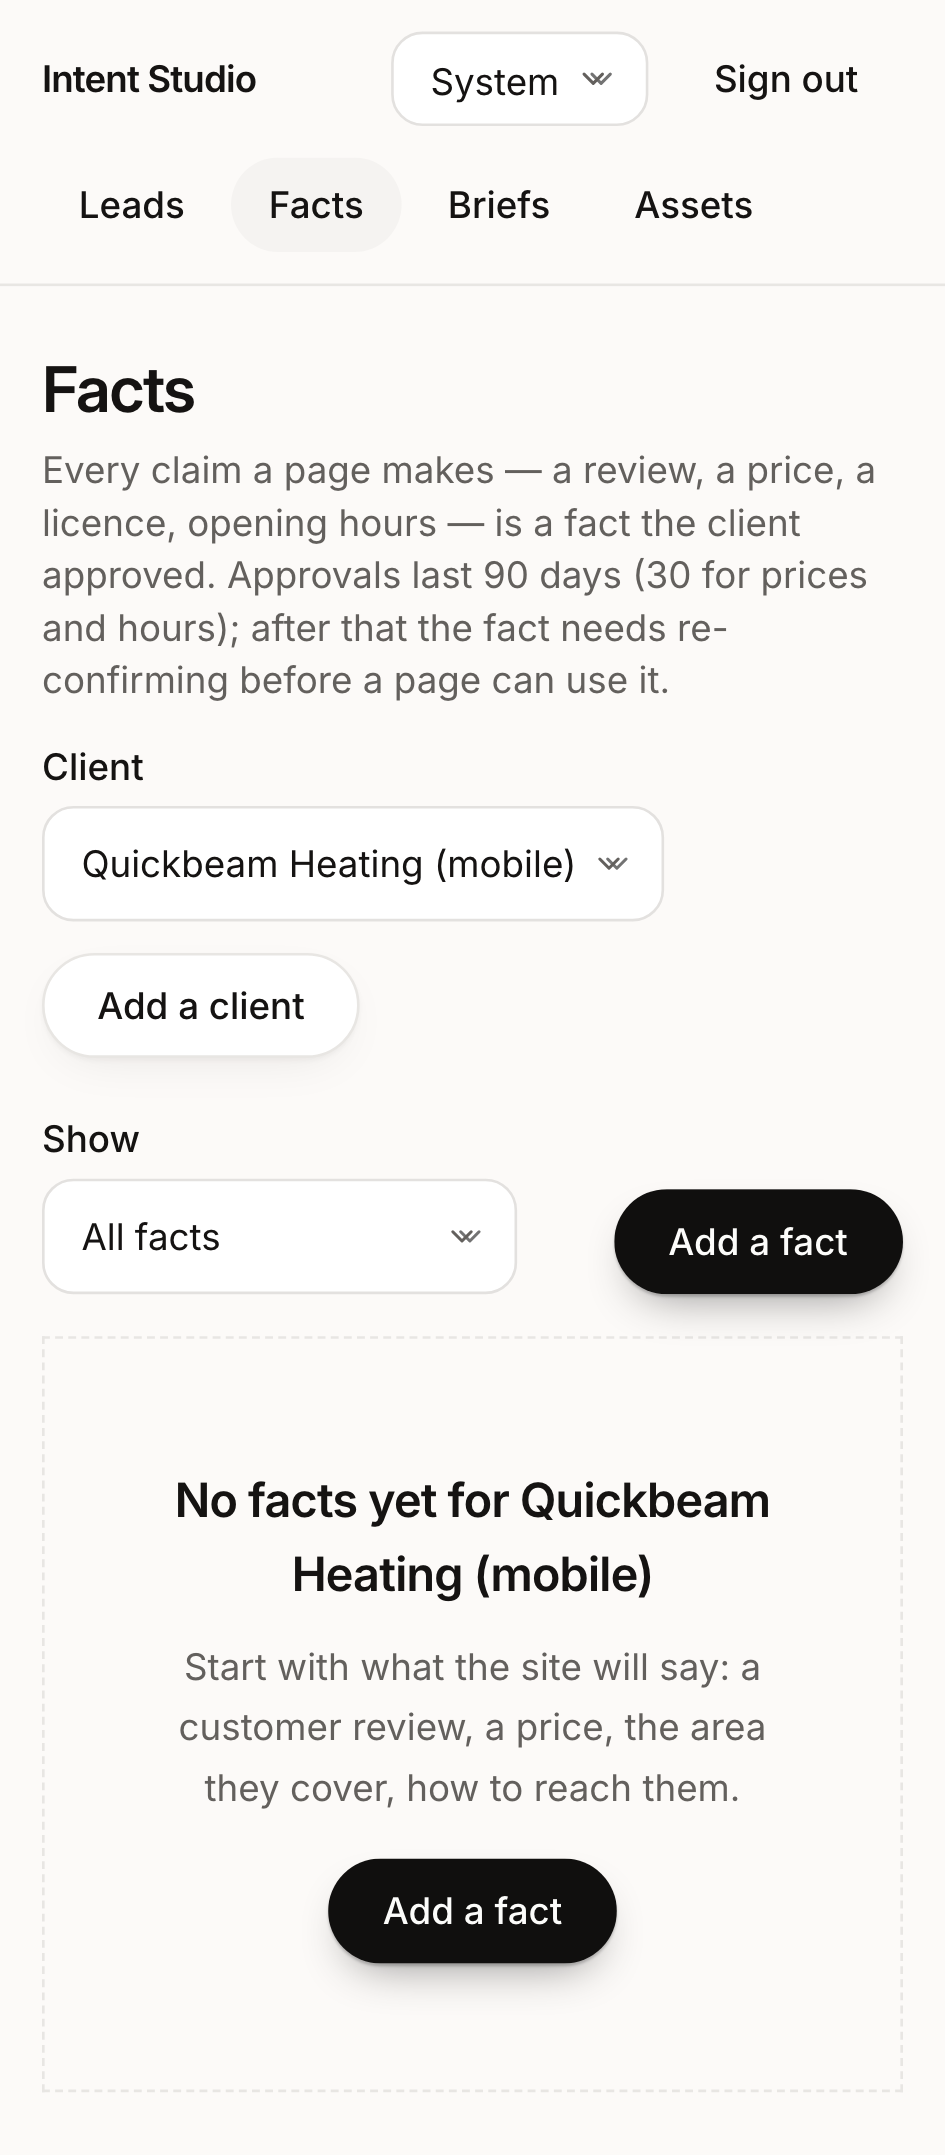 Intent Studio
System
Sign out
Leads
Facts
Briefs
Assets
Facts
Every claim a page makes — a review, a price, a
licence, opening hours — is a fact the client
approved. Approvals last 90 days (30 for prices
and hours); after that the fact needs re-
confirming before a page can use it.
Client
Quickbeam Heating (mobile)
Add a client
Show
All facts
Add a fact
No facts yet for Quickbeam
Heating (mobile)
Start with what the site will say: a
customer review, a price, the area
they cover, how to reach them.
Add a fact